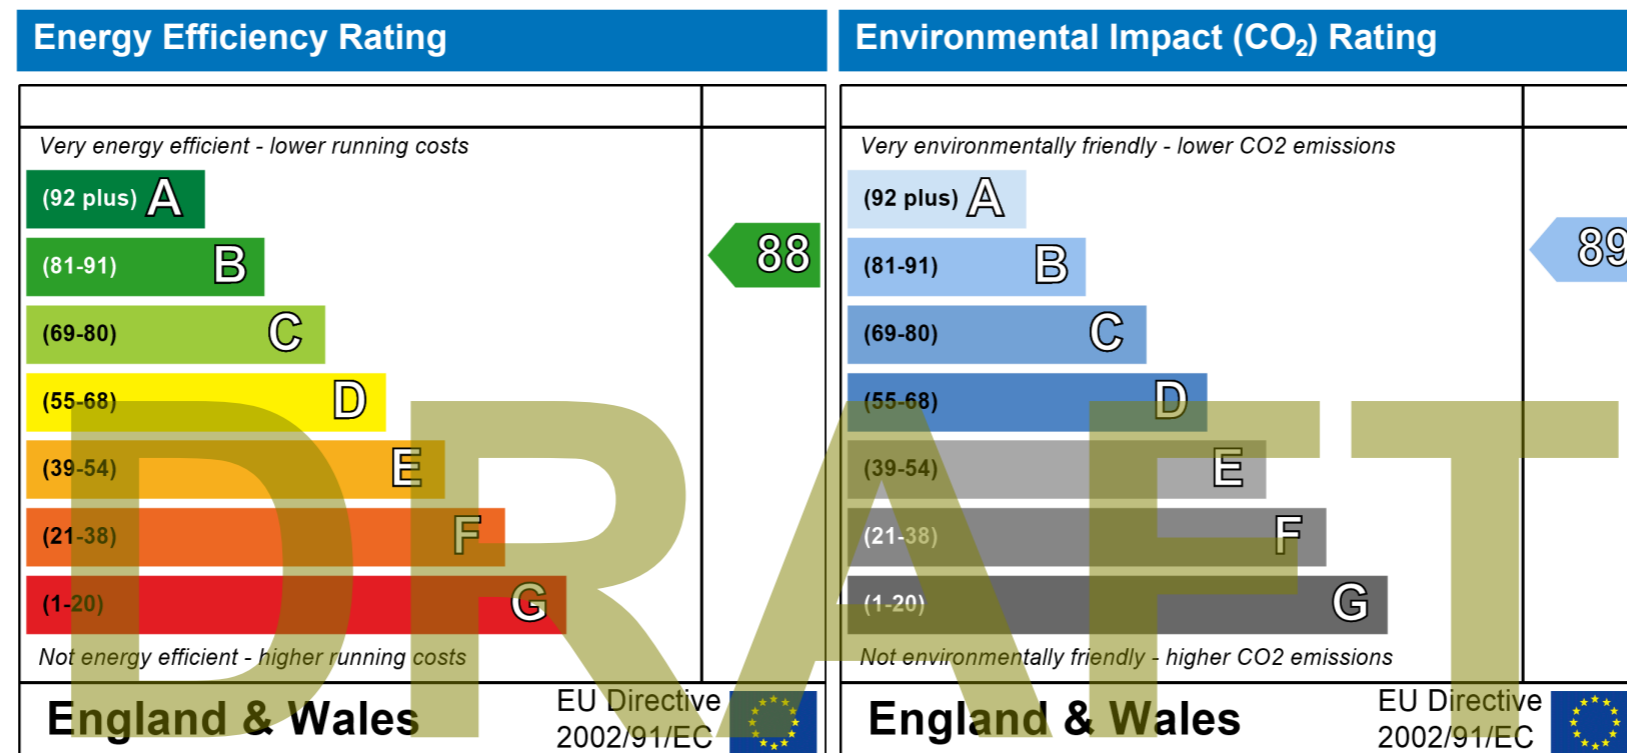 Energy Efficiency Rating
Very energy efficient - lower running costs
(92 plus) A
(81-91) B
88
(69-80) C
(55-68) D
(39-54) E
(21-38) F
(1-20) G
Not energy efficient - higher running costs
England & Wales
EU Directive
2002/91/EC
Environmental Impact (CO₂) Rating
Very environmentally friendly - lower CO2 emissions
(92 plus) A
(81-91) B
89
(69-80) C
(55-68) D
(39-54) E
(21-38) F
(1-20) G
Not environmentally friendly - higher CO2 emissions
England & Wales
EU Directive
2002/91/EC
DRAFT